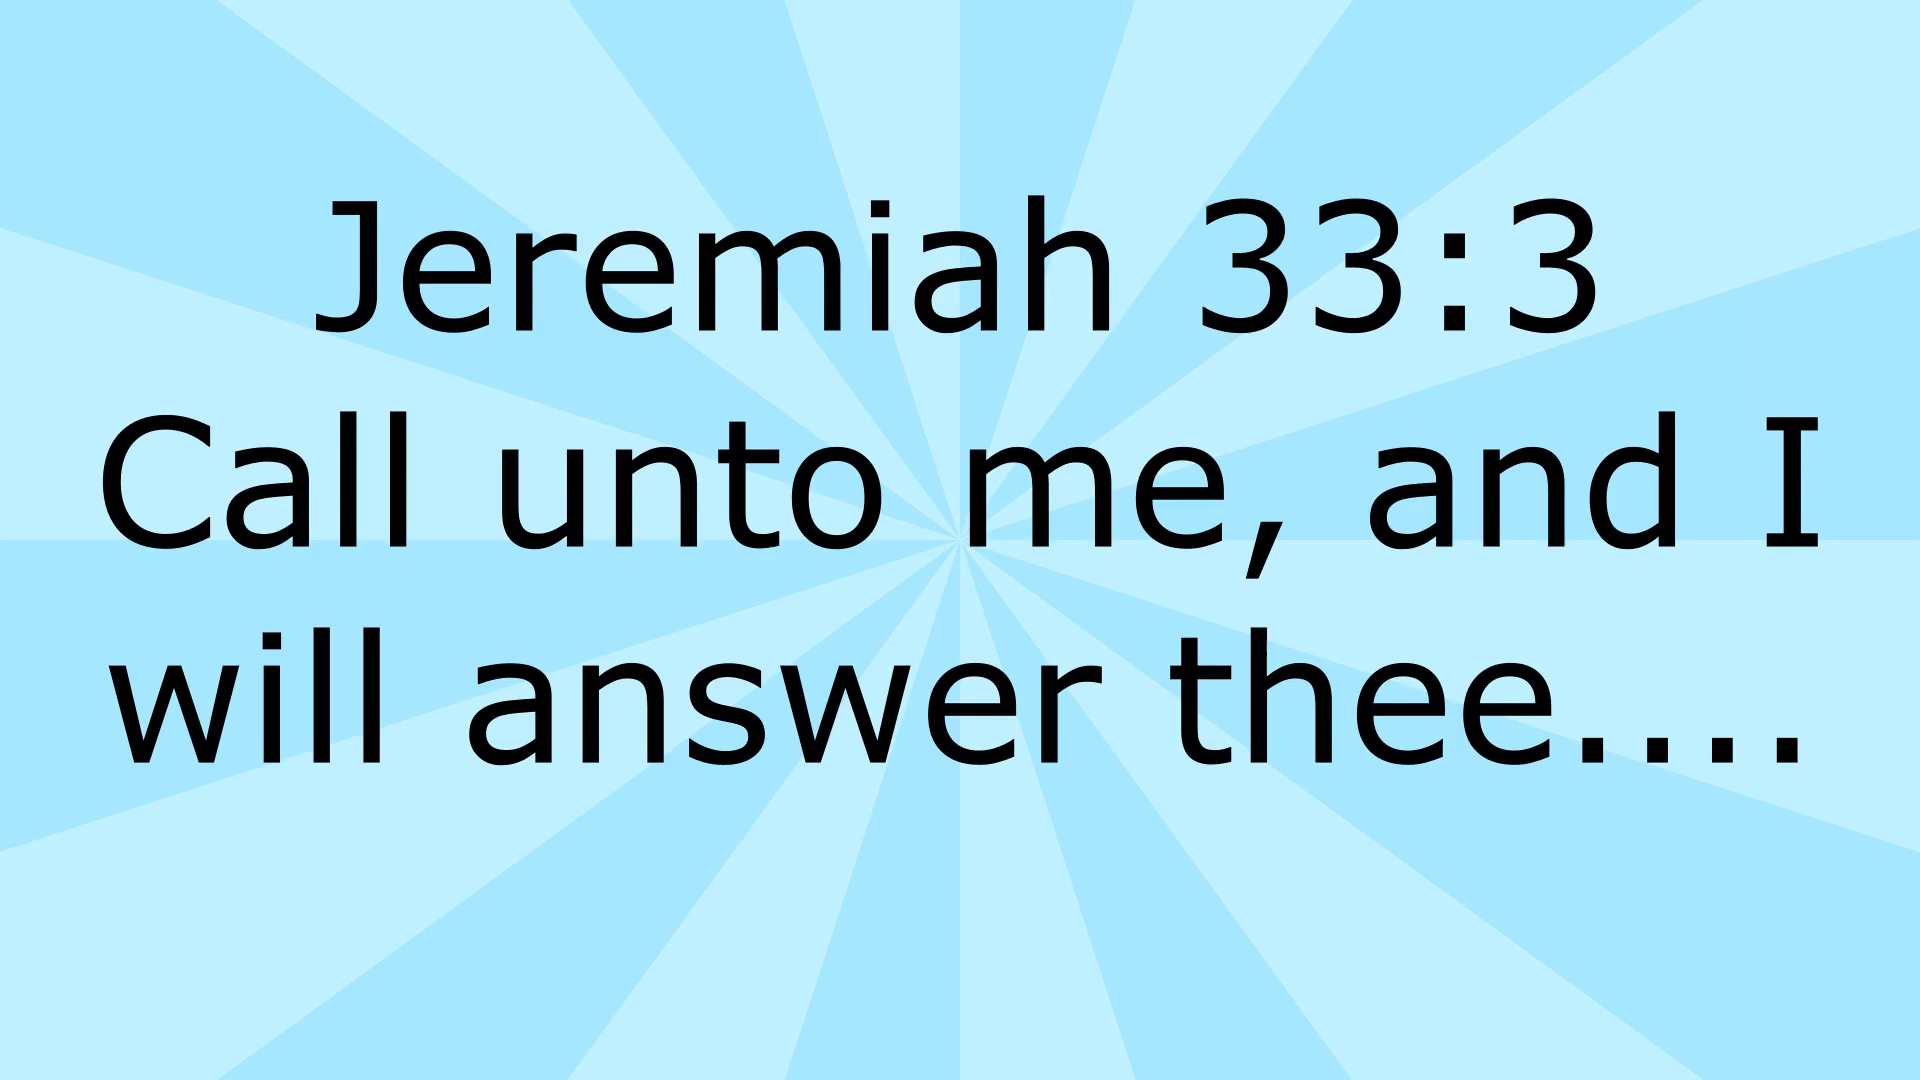 Jeremiah 33:3
Call unto me, and I
will answer thee....